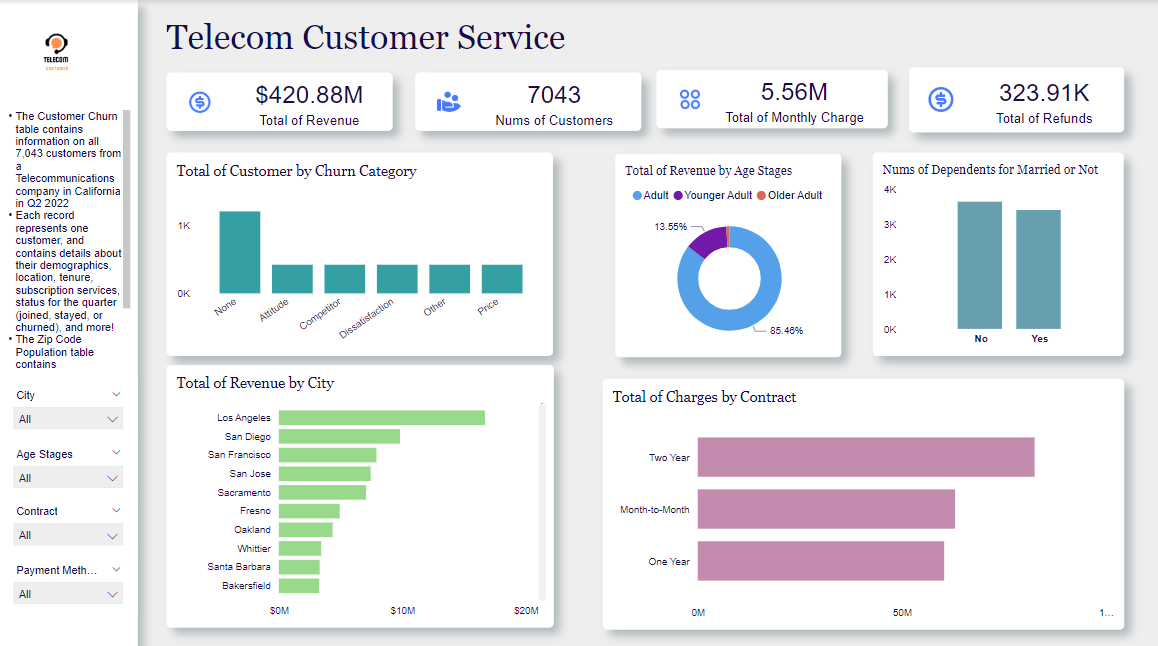 TELECOM
CUSTOMER
• The Customer Churn
table contains
information on all
7,043 customers from
a
Telecommunications
company in California
in Q2 2022
• Each record
represents one
customer, and
contains details about
their demographics,
location, tenure,
subscription services,
status for the quarter
(joined, stayed, or
churned), and more!
• The Zip Code
Population table
contains
City
All
Age Stages
All
Contract
All
Payment Meth...
All
Telecom Customer Service
$420.88M
Total of Revenue
7043
Nums of Customers
5.56M
Total of Monthly Charge
323.91K
Total of Refunds
Total of Customer by Churn Category
1K
0K
None
Attitude
Competitor
Dissatisfaction
Other
Price
Total of Revenue by Age Stages
Adult Younger Adult Older Adult
13.55%
85.46%
Nums of Dependents for Married or Not
4K
3K
2K
1K
0K
No Yes
Total of Revenue by City
Los Angeles
San Diego
San Francisco
San Jose
Sacramento
Fresno
Oakland
Whittier
Santa Barbara
Bakersfield
$0M $10M $20M
Total of Charges by Contract
Two Year
Month-to-Month
One Year
0M 50M 1...